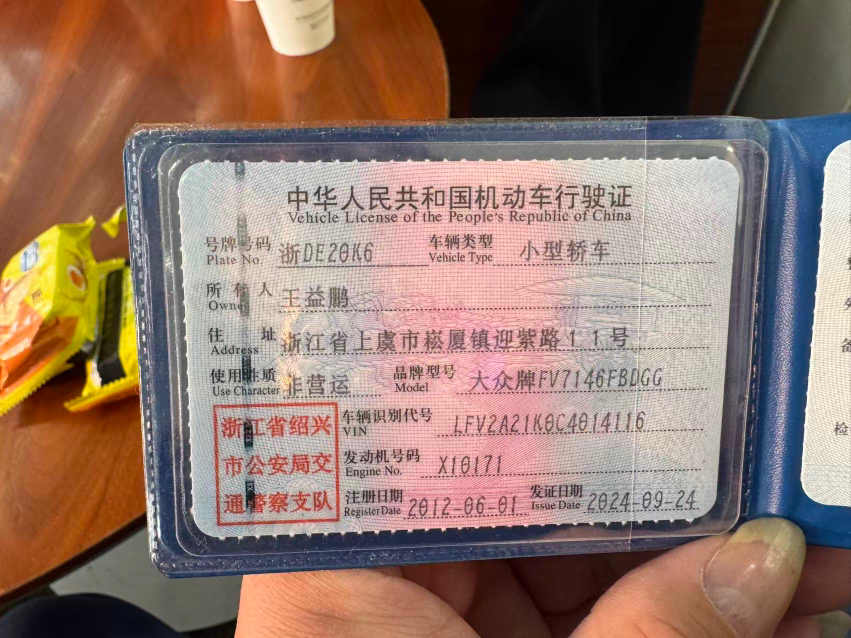 中华人民共和国机动车行驶证
Vehicle License of the People's Republic of China
号牌号码 浙DE20K6 车辆类型 小型轿车
Plate No. Vehicle Type
所有人 王益鹏
Owner
住址 浙江省上虞市崧厦镇迎紫路11号
Address
使用性质 非营运 品牌型号 大众牌FV7146FBDGG
Use Character Model
浙江省绍兴
市公安局交
通警察支队
车辆识别代号 LFV2A21K0C4014116
VIN
发动机号码 X10171
Engine No.
注册日期 2012-06-01 发证日期 2024-09-24
Register Date Issue Date
检